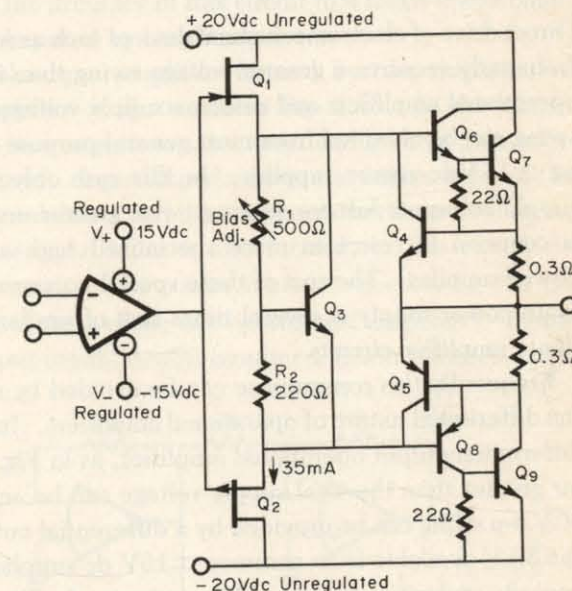 +20Vdc Unregulated
Q₁
Q₆
Q₇
22Ω
Regulated
V₊ 15Vdc
Bias
Adj.
R₁
500Ω
Q₄
0.3Ω
Q₃
0.3Ω
V₋ -15Vdc
Regulated
R₂
220Ω
Q₅
Q₈
Q₉
35mA
Q₂
22Ω
-20Vdc Unregulated